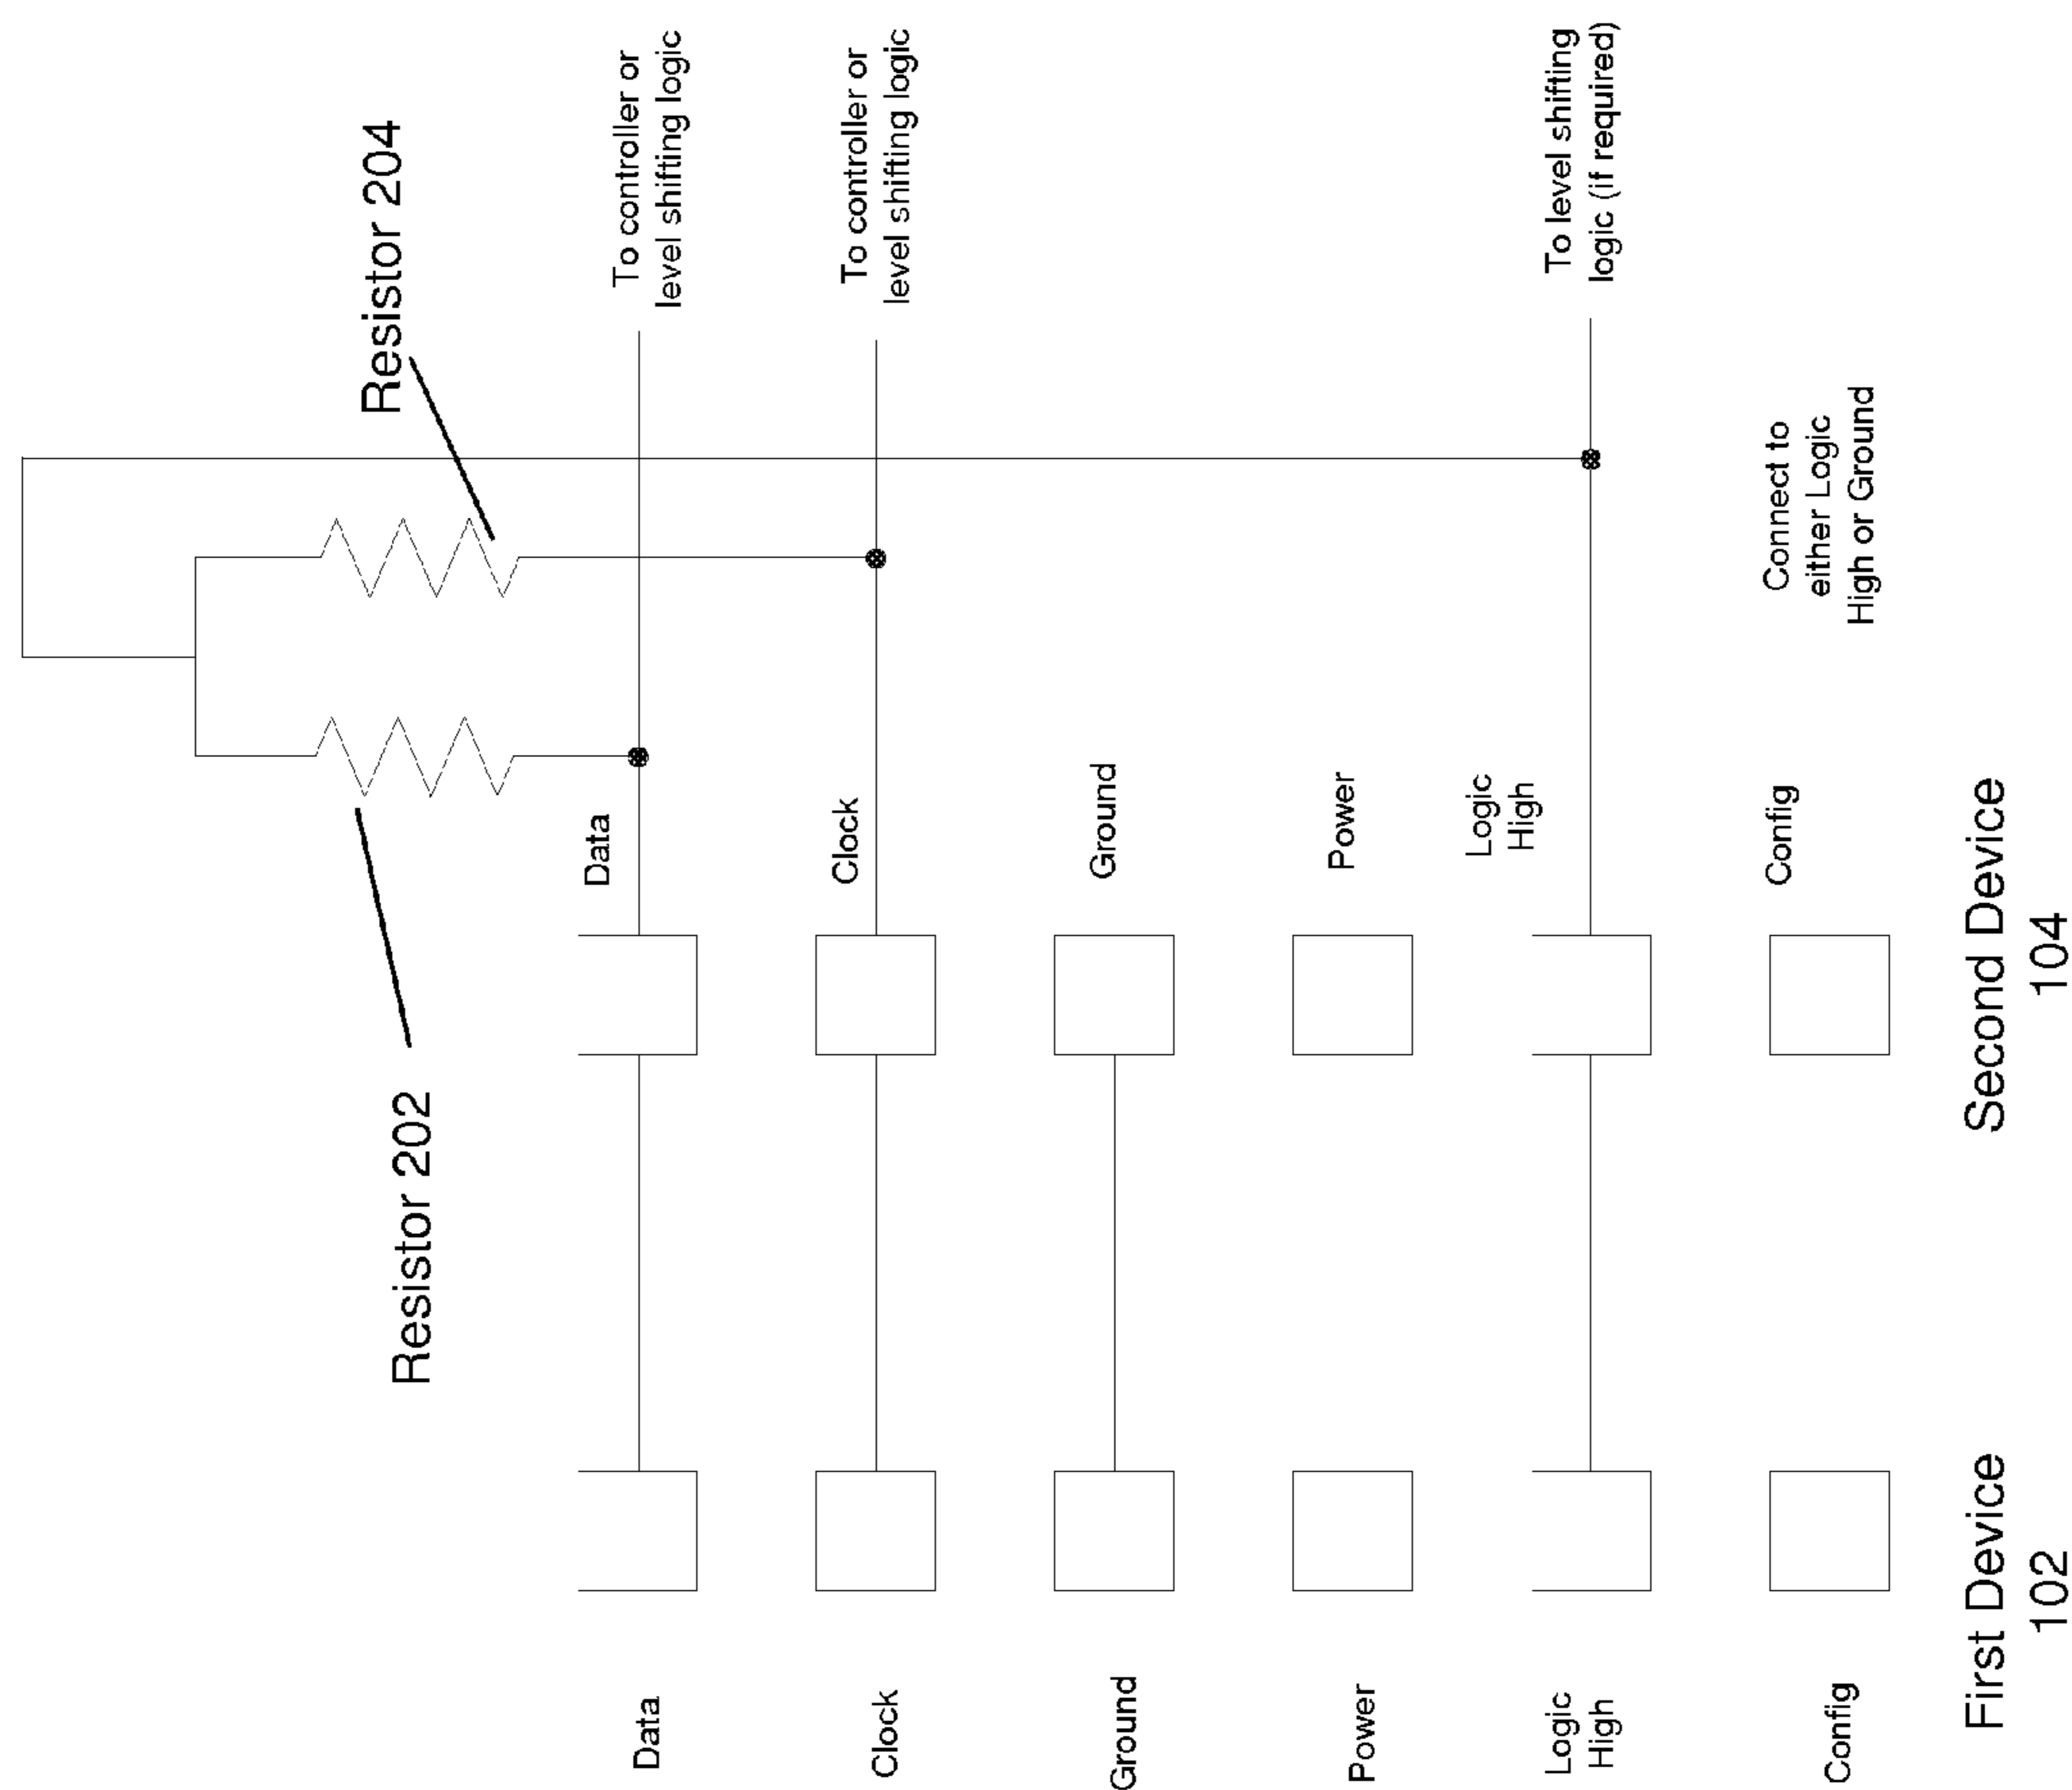 Resistor 202
Resistor 204
Data
Data
To controller or
level shifting logic
Clock
Clock
To controller or
level shifting logic
Ground
Ground
Power
Power
Logic
High
Logic
High
To level shifting
logic (if required)
Config
Config
Connect to
either Logic
High or Ground
First Device
102
Second Device
104